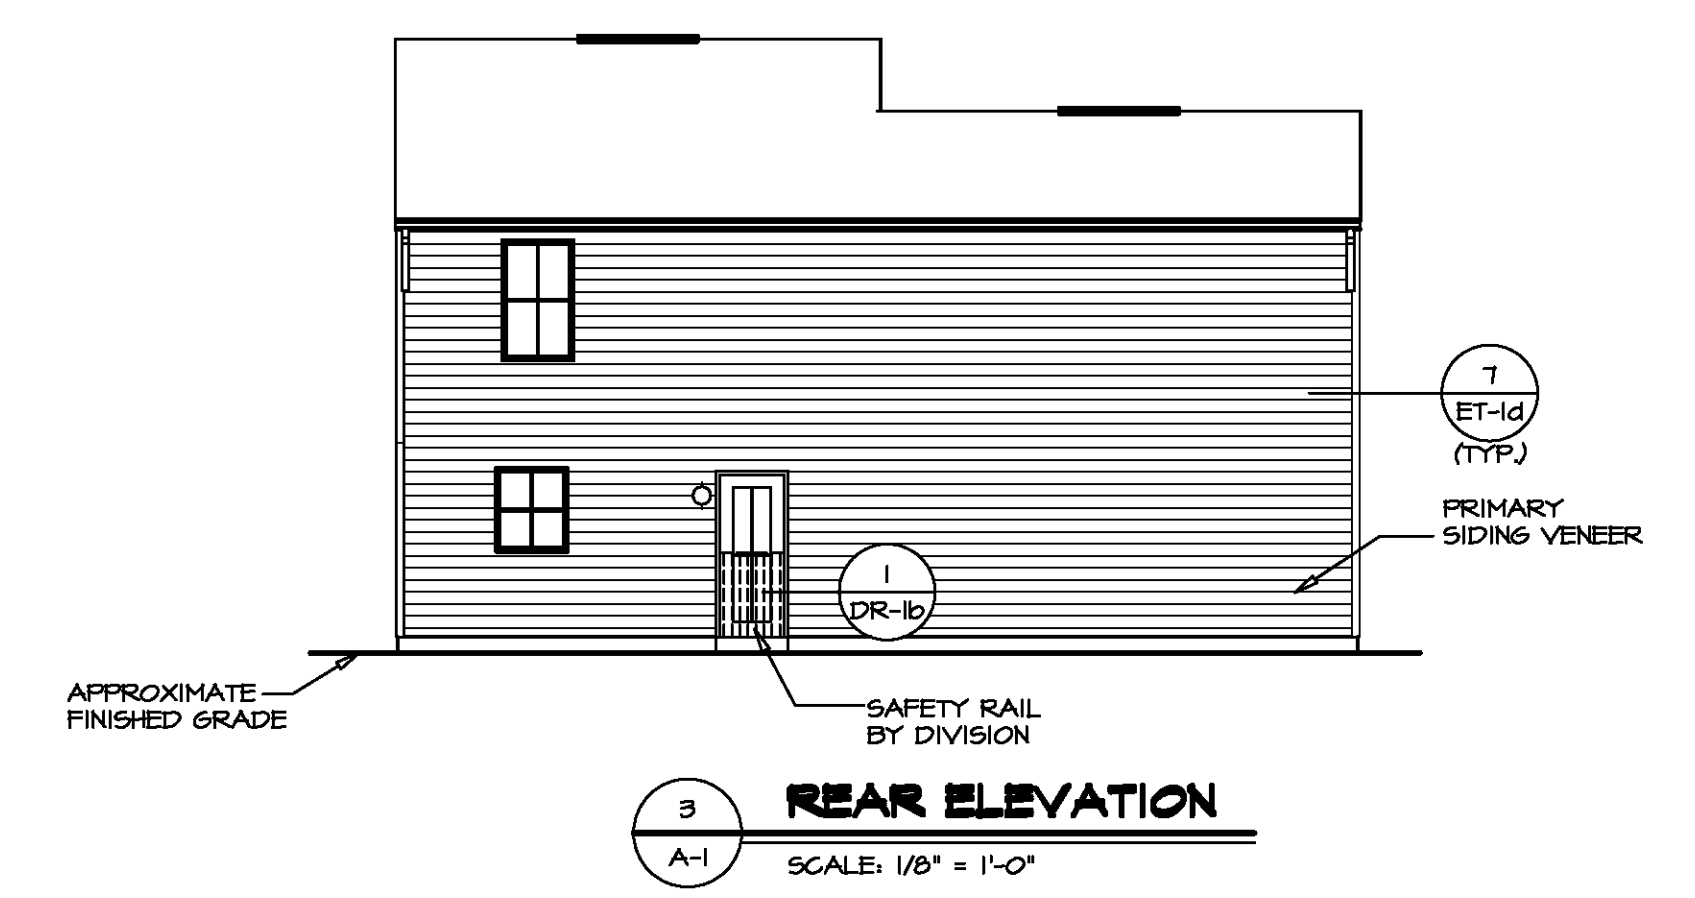 7
ET-1d
(TYP.)
PRIMARY
SIDING VENEER
1
DR-1b
APPROXIMATE
FINISHED GRADE
SAFETY RAIL
BY DIVISION
3
A-1
REAR ELEVATION
SCALE: 1/8" = 1'-0"